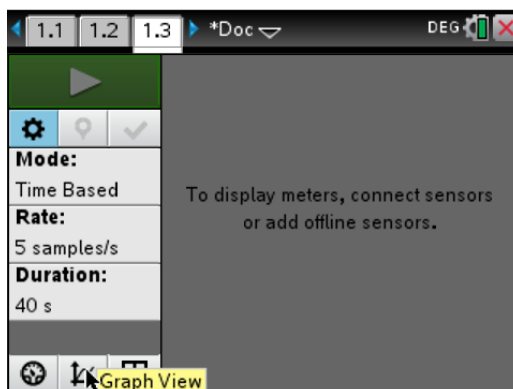 1.1 1.2 1.3 *Doc DEG
Mode:
Time Based
Rate:
5 samples/s
Duration:
40 s
To display meters, connect sensors
or add offline sensors.
Graph View